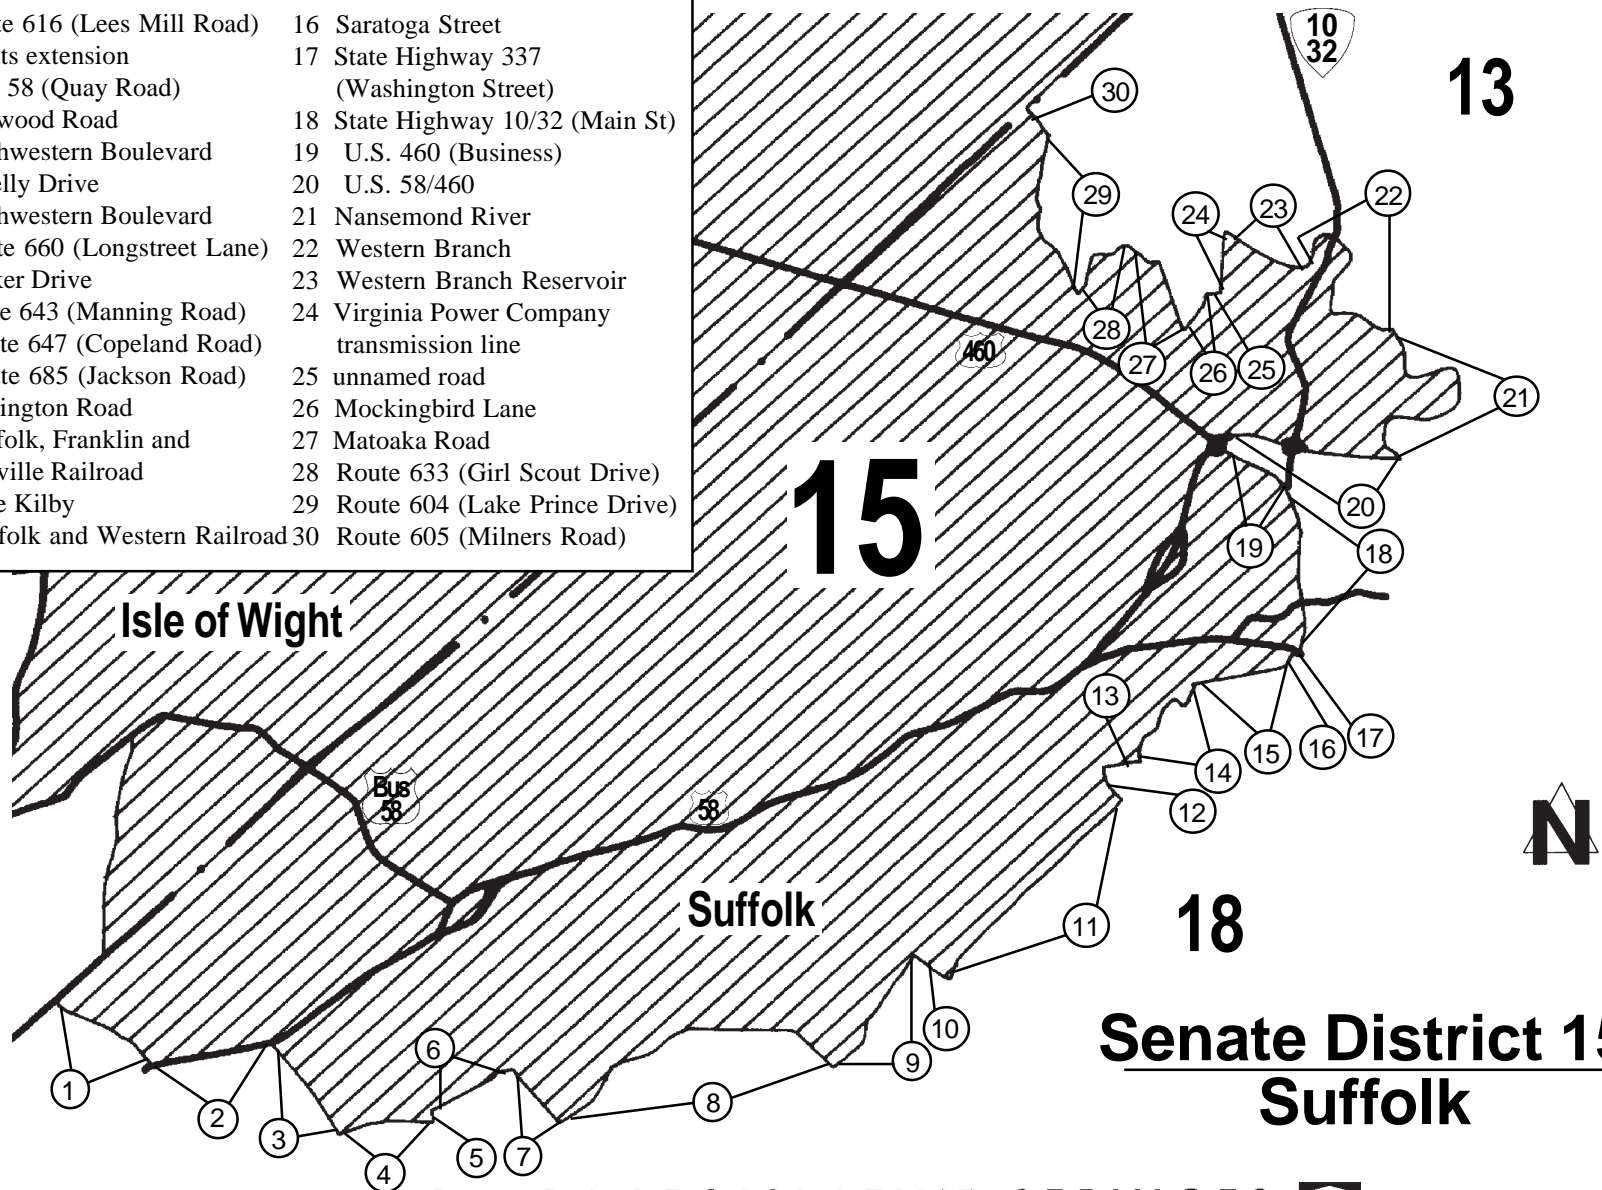 te 616 (Lees Mill Road)
ts extension
58 (Quay Road)
wood Road
hwestern Boulevard
elly Drive
hwestern Boulevard
te 660 (Longstreet Lane)
ker Drive
e 643 (Manning Road)
te 647 (Copeland Road)
te 685 (Jackson Road)
ington Road
folk, Franklin and
ville Railroad
e Kilby
folk and Western Railroad
16 Saratoga Street
17 State Highway 337
(Washington Street)
18 State Highway 10/32 (Main St)
19 U.S. 460 (Business)
20 U.S. 58/460
21 Nansemond River
22 Western Branch
23 Western Branch Reservoir
24 Virginia Power Company
transmission line
25 unnamed road
26 Mockingbird Lane
27 Matoaka Road
28 Route 633 (Girl Scout Drive)
29 Route 604 (Lake Prince Drive)
30 Route 605 (Milners Road)
10
32
13
30
29
24
23
22
28
27
26
25
460
21
15
20
19
18
Isle of Wight
13
14
15
16
17
12
Bus
58
58
N
Suffolk
11
18
10
9
8
7
6
5
4
3
2
1
Senate District 15
Suffolk